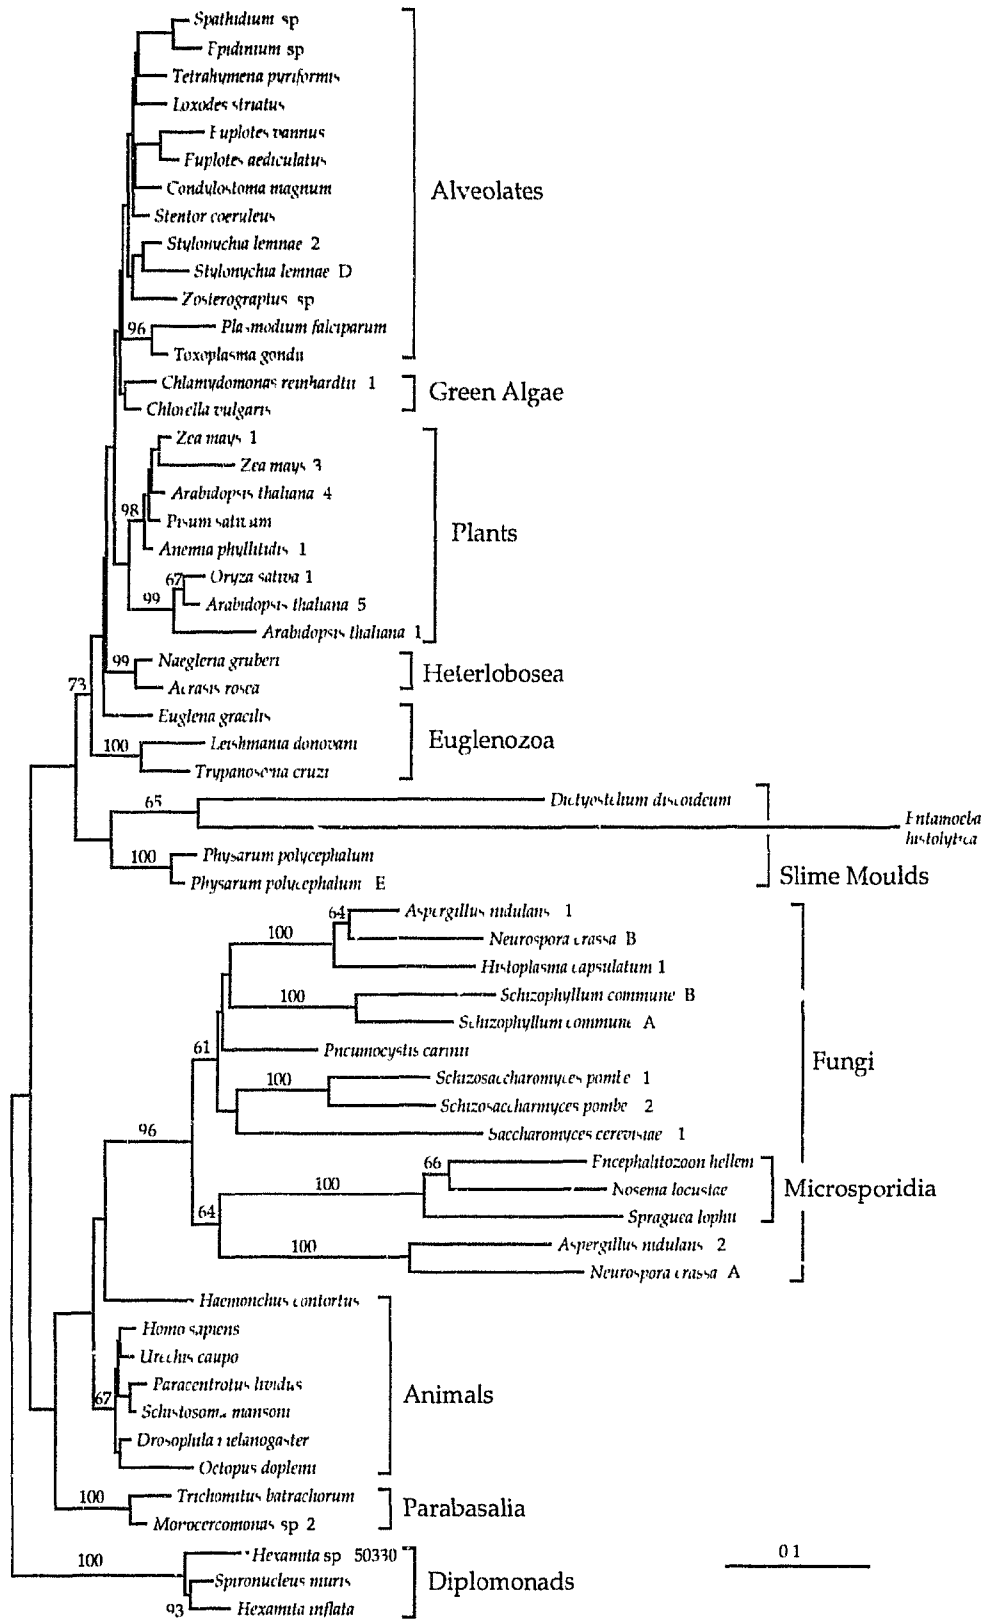 Spathidium sp
Epidinium sp
Tetrahymena pyriformis
Loxodes striatus
Euplotes vannus
Euplotes aediculatus
Condylostoma magnum
Alveolates
Stentor coeruleus
Stylonychia lemnae 2
Stylonychia lemnae D
Zosterograptus sp
96
Plasmodium falciparum
Toxoplasma gondii
Chlamydomonas reinhardtii 1
Green Algae
Chlorella vulgaris
Zea mays 1
Zea mays 3
Arabidopsis thaliana 4
98
Pisum sativum
Plants
Anemia phyllitidis 1
67
Oryza sativa 1
99
Arabidopsis thaliana 5
Arabidopsis thaliana 1
99
Naegleria gruberi
Heterlobosea
73
Acrasis rosea
Euglena gracilis
Euglenozoa
100
Leishmania donovani
Trypanosoma cruzi
65
Dictyostelium discoideum
Entamoeba
histolytica
100
Physarum polycephalum
Physarum polycephalum E
Slime Moulds
64
Aspergillus nidulans 1
100
Neurospora crassa B
Histoplasma capsulatum 1
100
Schizophyllum commune B
Schizophyllum commune A
61
Pneumocystis carinii
Fungi
100
Schizosaccharomyces pombe 1
Schizosaccharmyces pombe 2
96
Saccharomyces cerevisiae 1
66
Encephalitozoon hellem
100
Nosema locustae
Microsporidia
64
Spraguea lophii
100
Aspergillus nidulans 2
Neurospora crassa A
Haemonchus contortus
Homo sapiens
Urechis caupo
Paracentrotus lividus
67
Animals
Schistosoma mansoni
Drosophila melanogaster
Octopus dopleini
100
Trichomitus batrachorum
Parabasalia
Morocercomonas sp 2
100
Hexamita sp 50330
0 1
Spironucleus muris
Diplomonads
93
Hexamita inflata